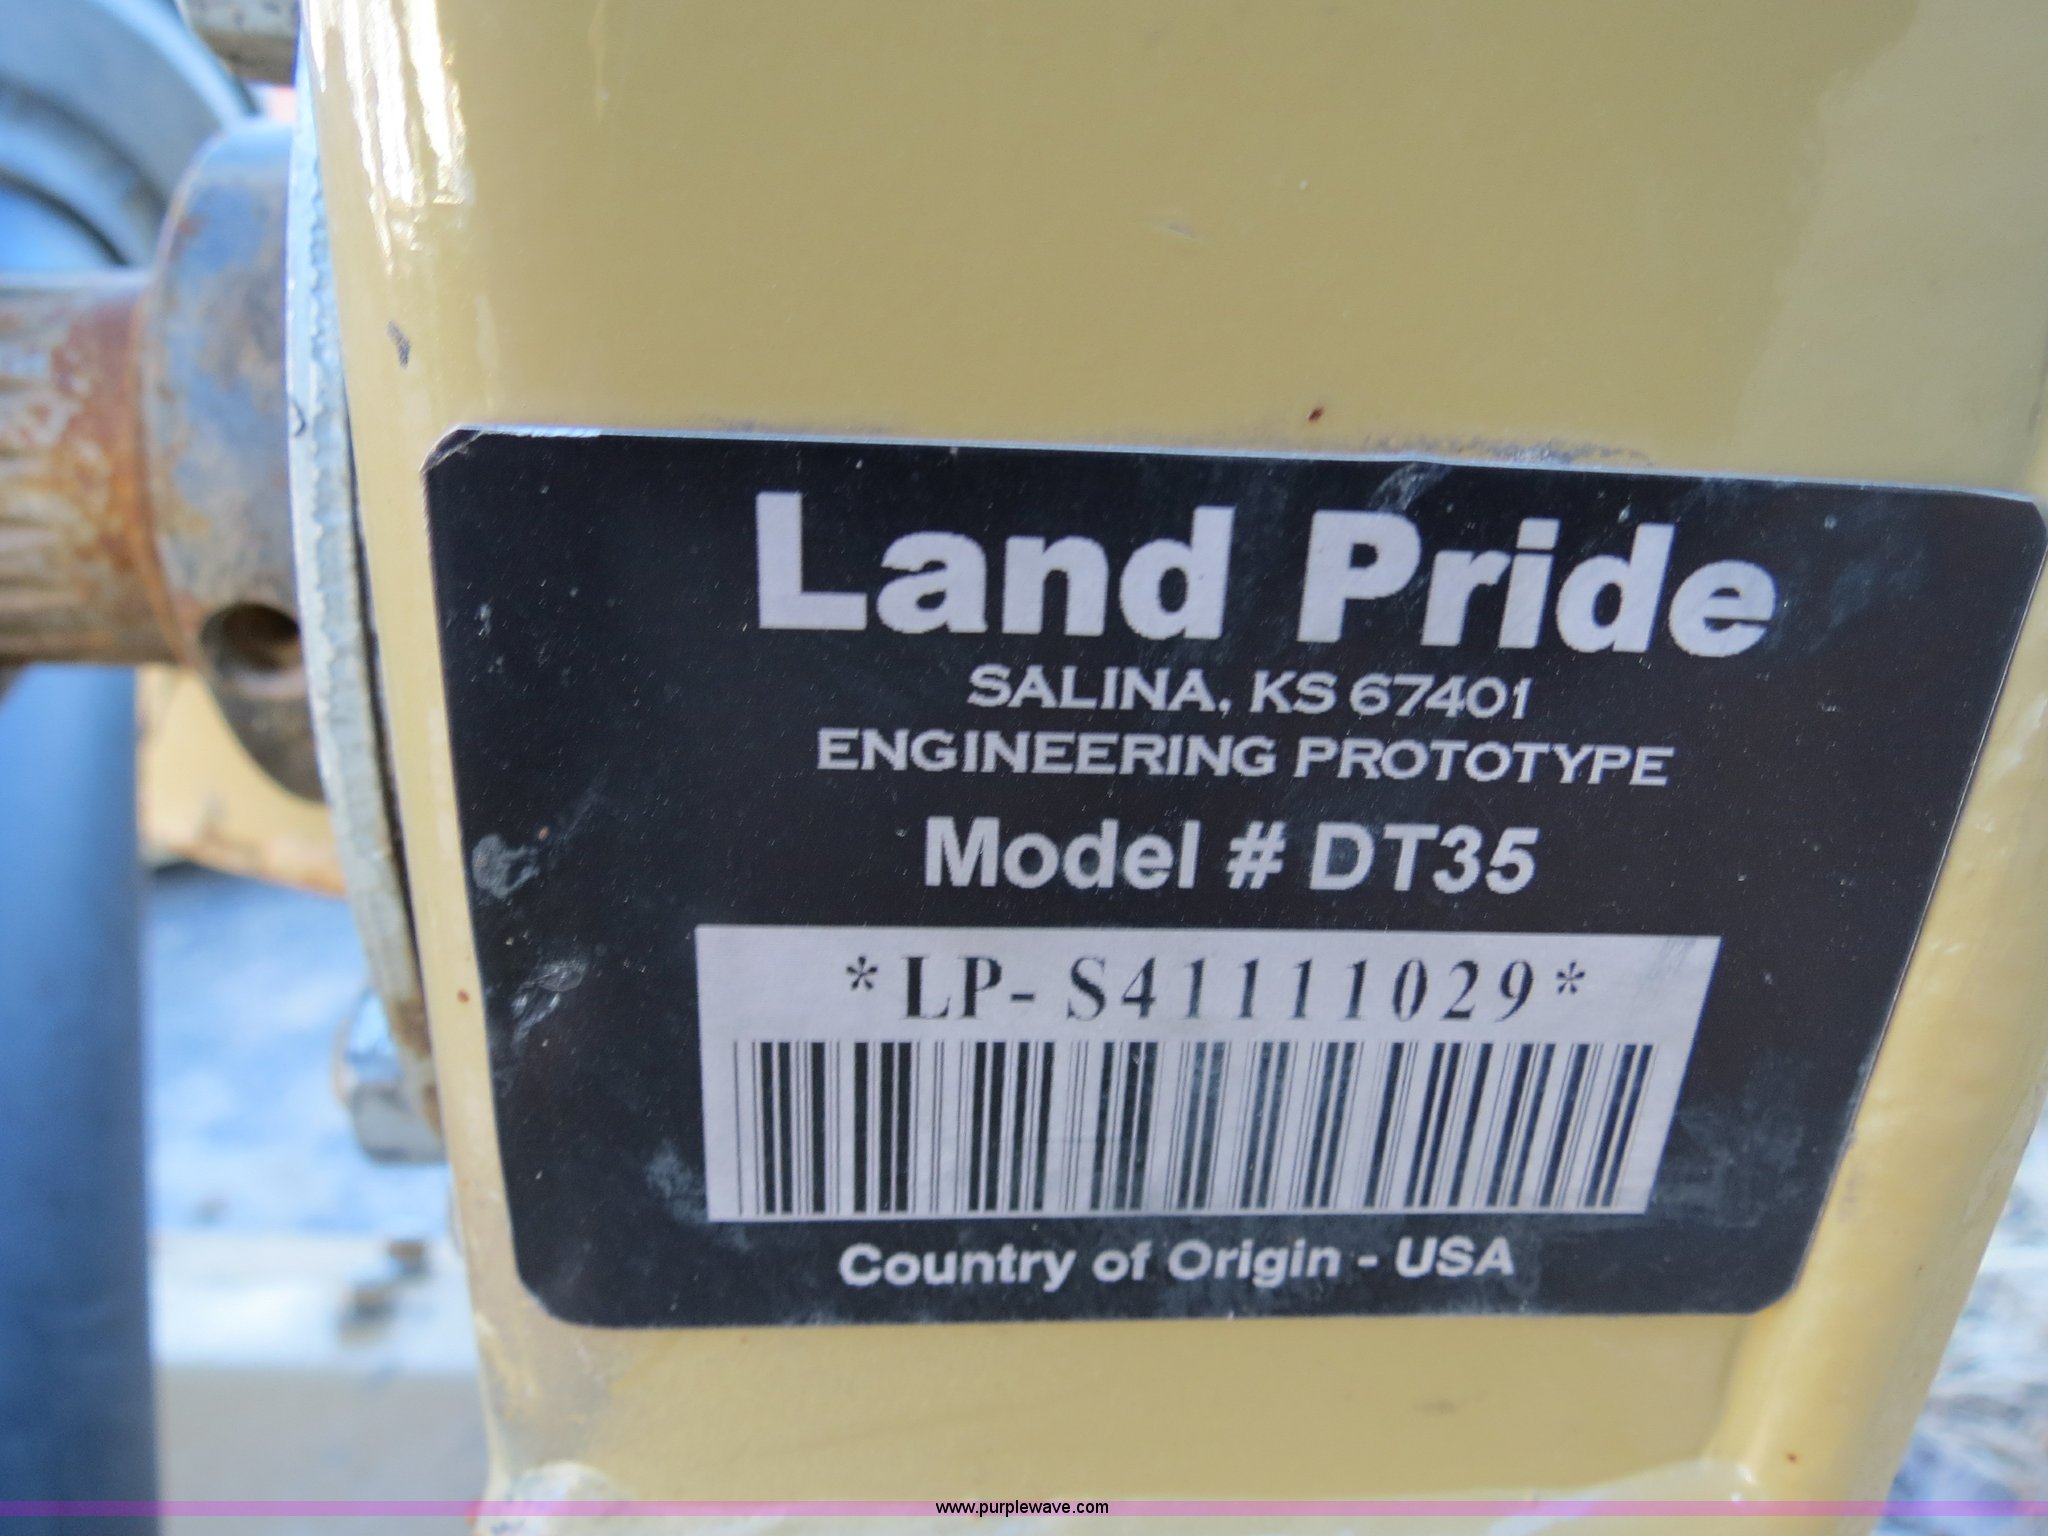 Land Pride
SALINA, KS 67401
ENGINEERING PROTOTYPE
Model # DT35
*LP-S41111029*
Country of Origin - USA
www.purplewave.com